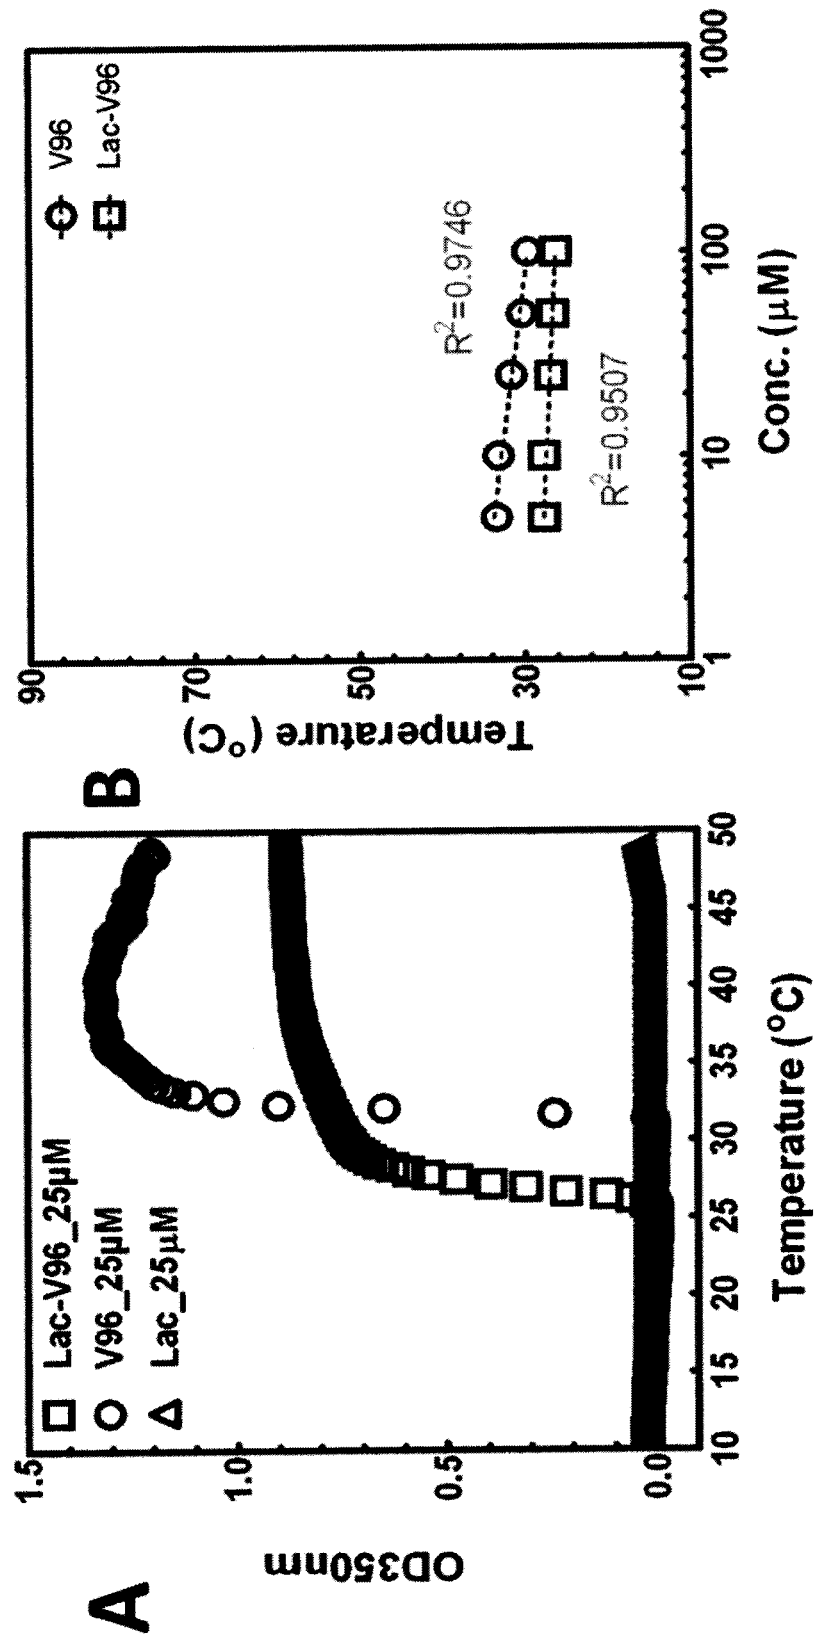 A
OD350nm
1.5
1.0
0.5
0.0
Lac-V96_25μM
V96_25μM
Lac_25μM
10
15
20
25
30
35
40
45
50
Temperature (°C)
B
Temperature (°C)
90
70
50
30
10
V96
Lac-V96
R²=0.9746
R²=0.9507
1
10
100
1000
Conc. (μM)